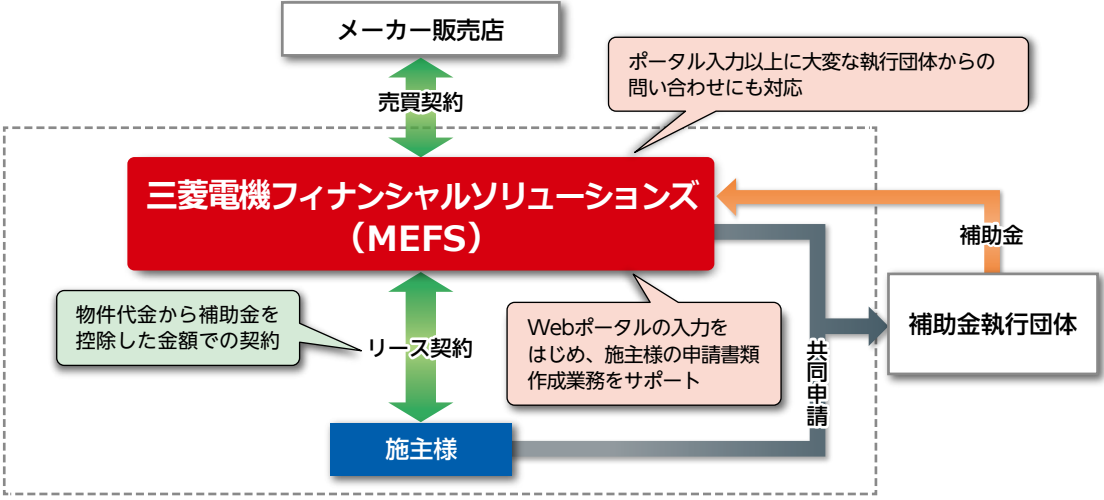 メーカー販売店
ポータル入力以上に大変な執行団体からの
問い合わせにも対応
売買契約
三菱電機フィナンシャルソリューションズ
（MEFS）
補助金
物件代金から補助金を
控除した金額での契約
リース契約
Webポータルの入力を
はじめ、施主様の申請書類
作成業務をサポート
補助金執行団体
共同申請
施主様